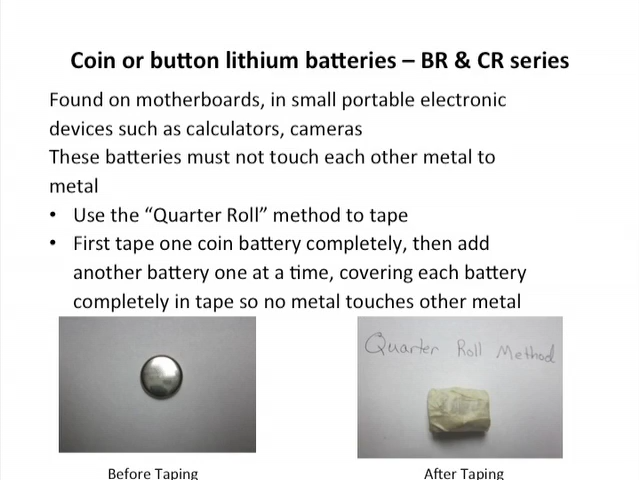 Coin or button lithium batteries – BR & CR series
Found on motherboards, in small portable electronic
devices such as calculators, cameras
These batteries must not touch each other metal to
metal
• Use the “Quarter Roll” method to tape
• First tape one coin battery completely, then add
another battery one at a time, covering each battery
completely in tape so no metal touches other metal
Quarter Roll Method
Before Taping
After Taping